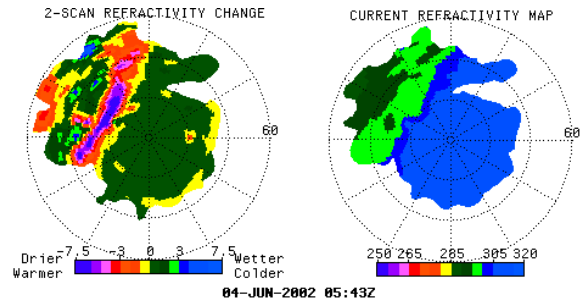 2-SCAN REFRACTIVITY CHANGE
CURRENT REFRACTIVITY MAP
60
60
Drier -7.5 -3 0 3 7.5 Wetter
Warmer Colder
250 265 285 305 320
04-JUN-2002 05:43Z